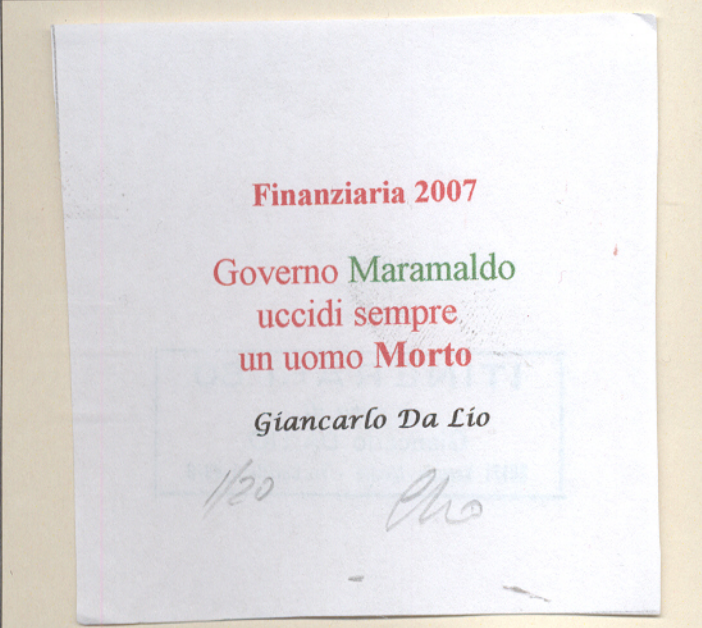 Finanziaria 2007
Governo Maramaldo
uccidi sempre
un uomo Morto
Giancarlo Da Lio
1/20